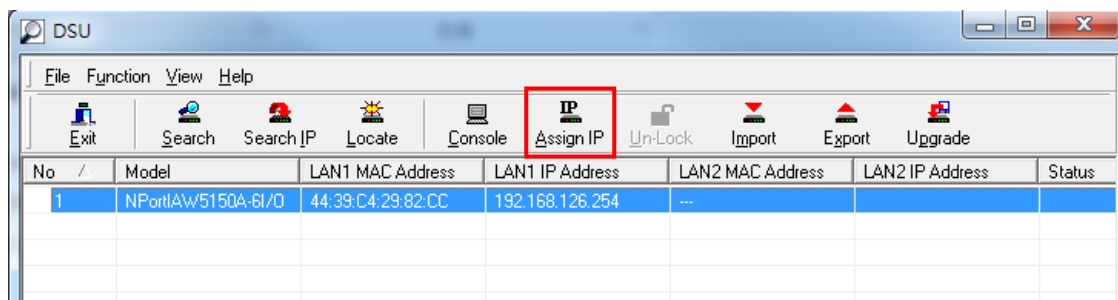 DSU
File Function View Help
IP
Exit Search Search IP Locate Console Assign IP Un-Lock Import Export Upgrade
No Model LAN1 MAC Address LAN1 IP Address LAN2 MAC Address LAN2 IP Address Status
1 NPortIAW5150A-6I/O 44:39:C4:29:82:CC 192.168.126.254 ---